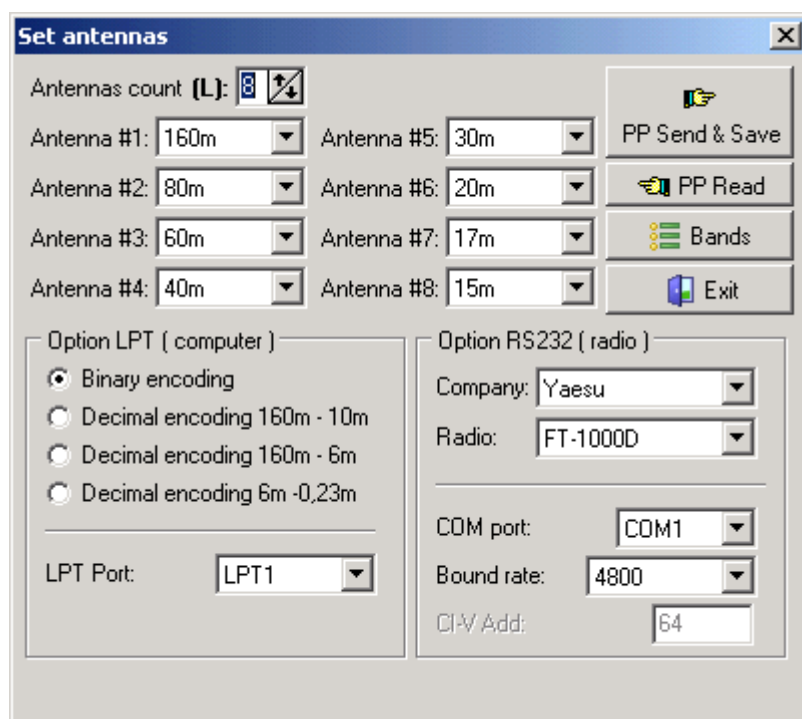 Set antennas
Antennas count (L): 8
PP Send & Save
Antenna #1: 160m
Antenna #5: 30m
Antenna #2: 80m
Antenna #6: 20m
PP Read
Antenna #3: 60m
Antenna #7: 17m
Bands
Antenna #4: 40m
Antenna #8: 15m
Exit
Option LPT ( computer )
Binary encoding
Decimal encoding 160m - 10m
Decimal encoding 160m - 6m
Decimal encoding 6m -0,23m
LPT Port: LPT1
Option RS232 ( radio )
Company: Yaesu
Radio: FT-1000D
COM port: COM1
Bound rate: 4800
CI-V Add: 64